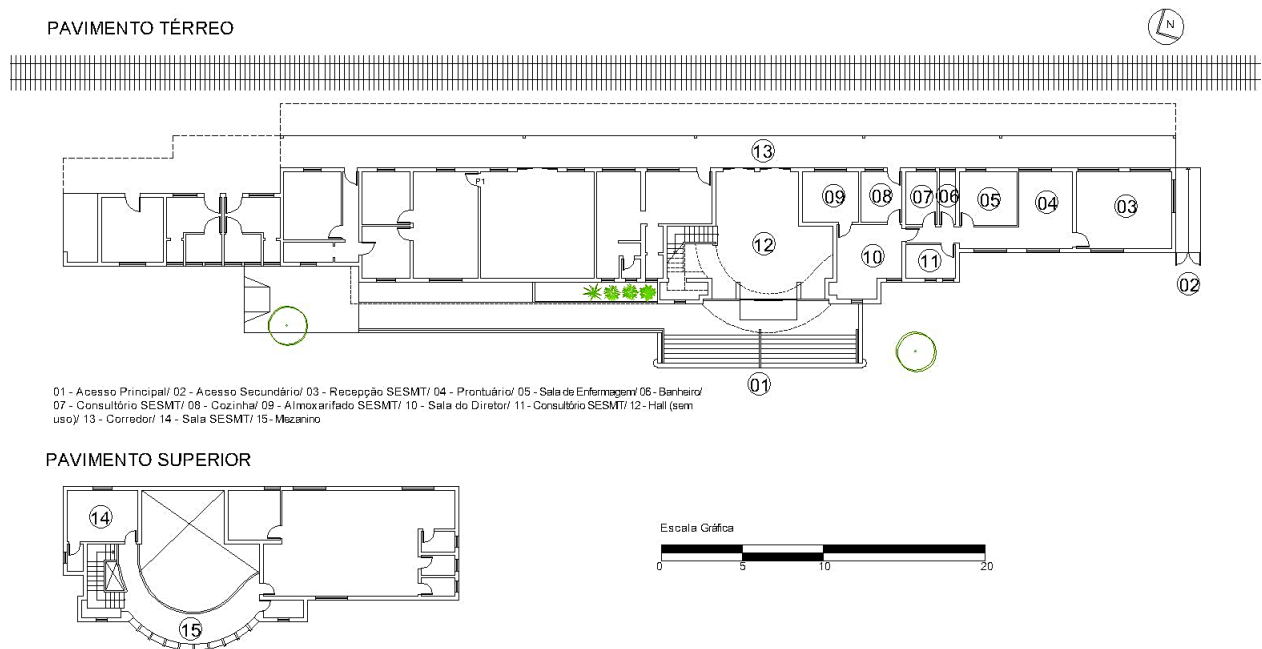 PAVIMENTO TÉRREO
N
13
P1
09
08
07
06
05
04
03
12
10
11
02
01
01 - Acesso Principal/ 02 - Acesso Secundário/ 03 - Recepção SESMT/ 04 - Prontuário/ 05 - Sala de Enfermagem/ 06 - Banheiro/
07 - Consultório SESMT/ 08 - Cozinha/ 09 - Almoxarifado SESMT/ 10 - Sala do Diretor/ 11 - Consultório SESMT/ 12 - Hall (sem
uso)/ 13 - Corredor/ 14 - Sala SESMT/ 15 - Mezanino
PAVIMENTO SUPERIOR
14
15
Escala Gráfica
0 5 10 20